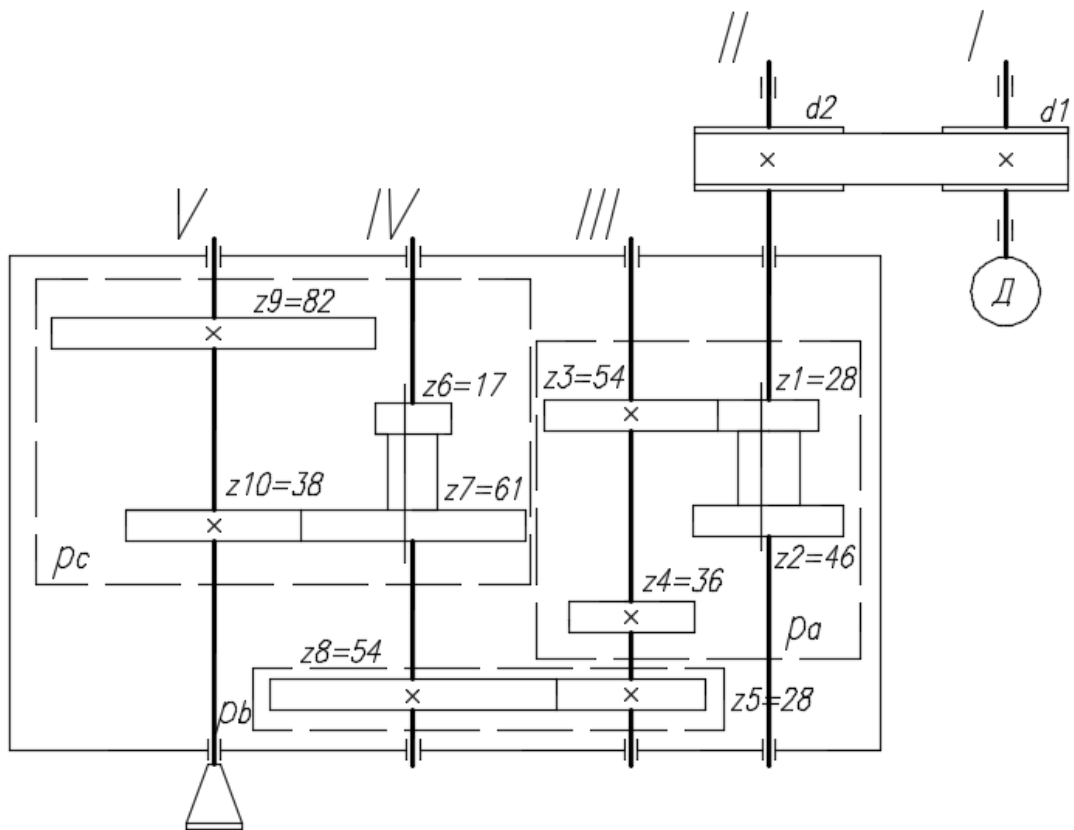 II
I
d2
d1
V
IV
III
Д
z9=82
z6=17
z3=54
z1=28
z10=38
z7=61
pc
z2=46
z4=36
pa
z8=54
z5=28
pb